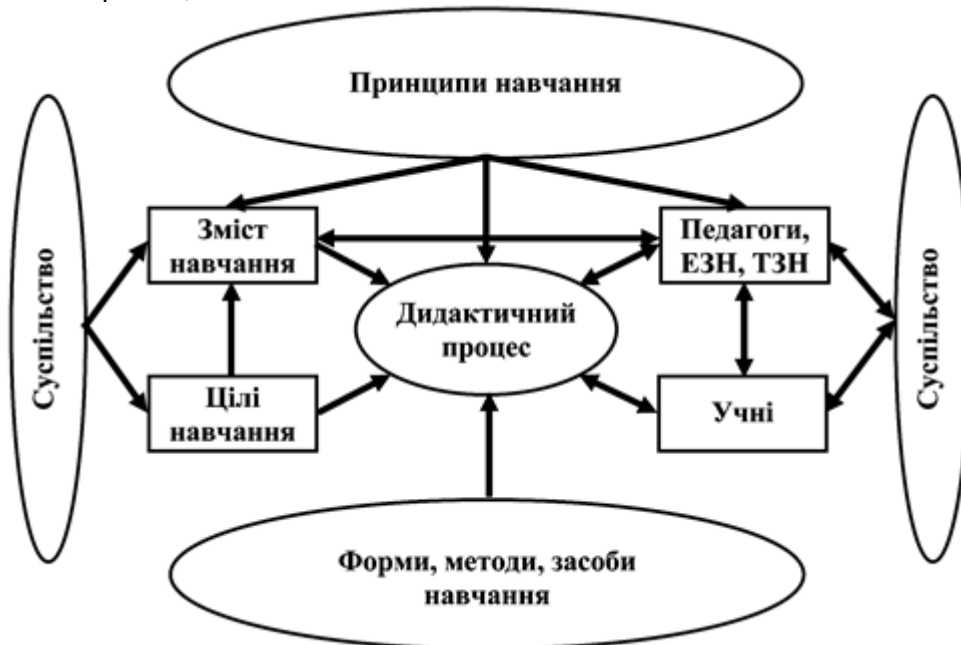 Принципи навчання
Суспільство
Зміст
навчання
Педагоги,
ЕЗН, ТЗН
Дидактичний
процес
Цілі
навчання
Учні
Суспільство
Форми, методи, засоби
навчання